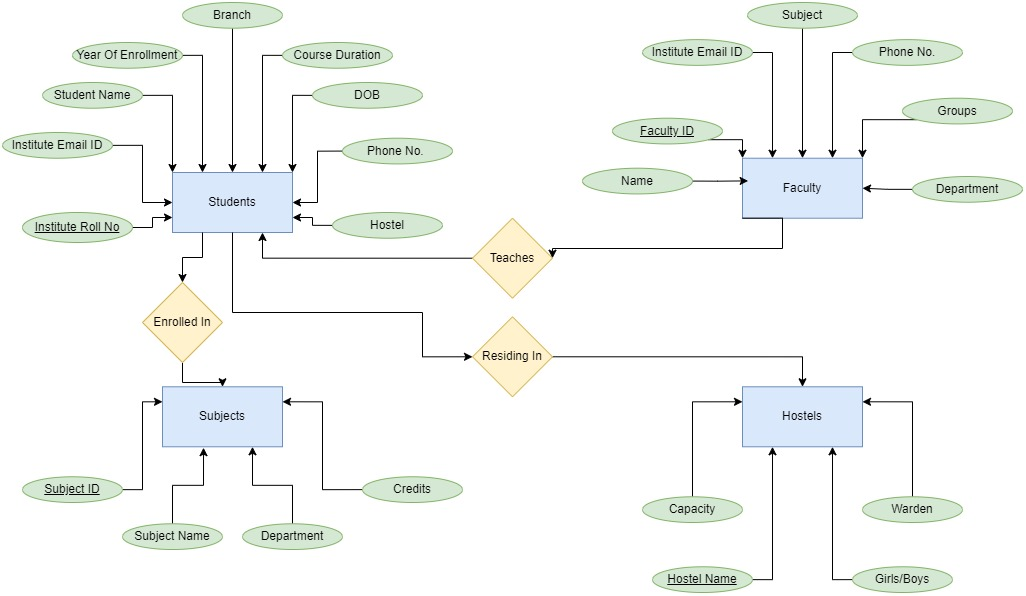 Branch
Subject
Year Of Enrollment
Course Duration
Institute Email ID
Phone No.
Student Name
DOB
Groups
Faculty ID
Institute Email ID
Phone No.
Name
Faculty
Department
Students
Institute Roll No
Hostel
Teaches
Enrolled In
Residing In
Subjects
Hostels
Subject ID
Credits
Capacity
Warden
Subject Name
Department
Hostel Name
Girls/Boys